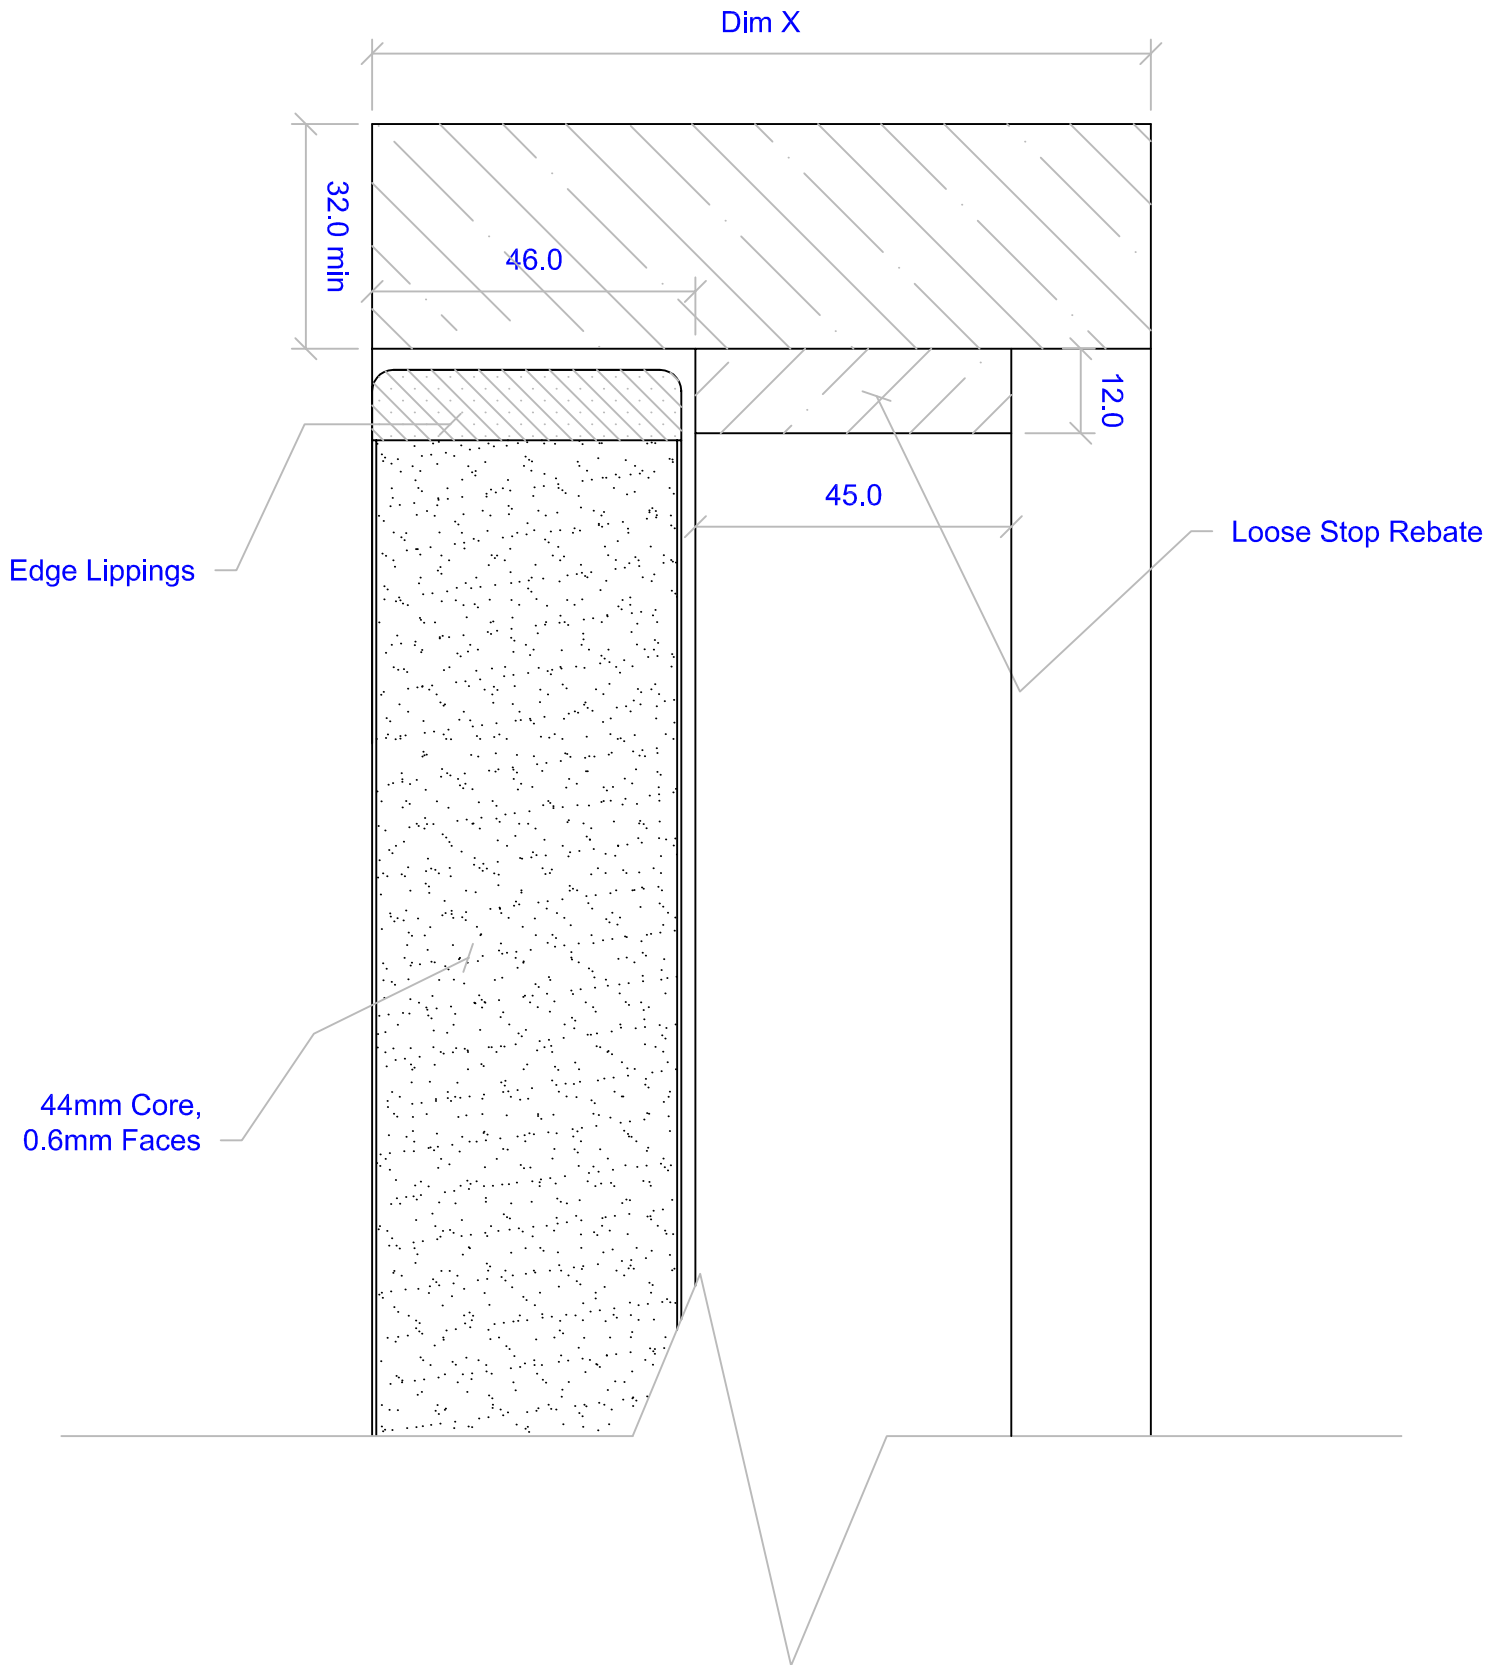 Dim X
32.0 min
46.0
12.0
45.0
Loose Stop Rebate
Edge Lippings
44mm Core,
0.6mm Faces